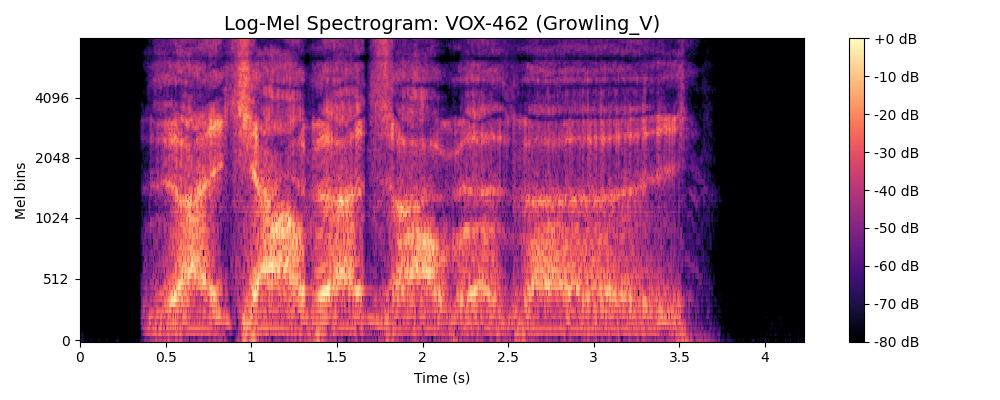 Log-Mel Spectrogram: VOX-462 (Growling_V)
Mel bins
4096
2048
1024
512
0
0 0.5 1 1.5 2 2.5 3 3.5 4
Time (s)
+0 dB
-10 dB
-20 dB
-30 dB
-40 dB
-50 dB
-60 dB
-70 dB
-80 dB